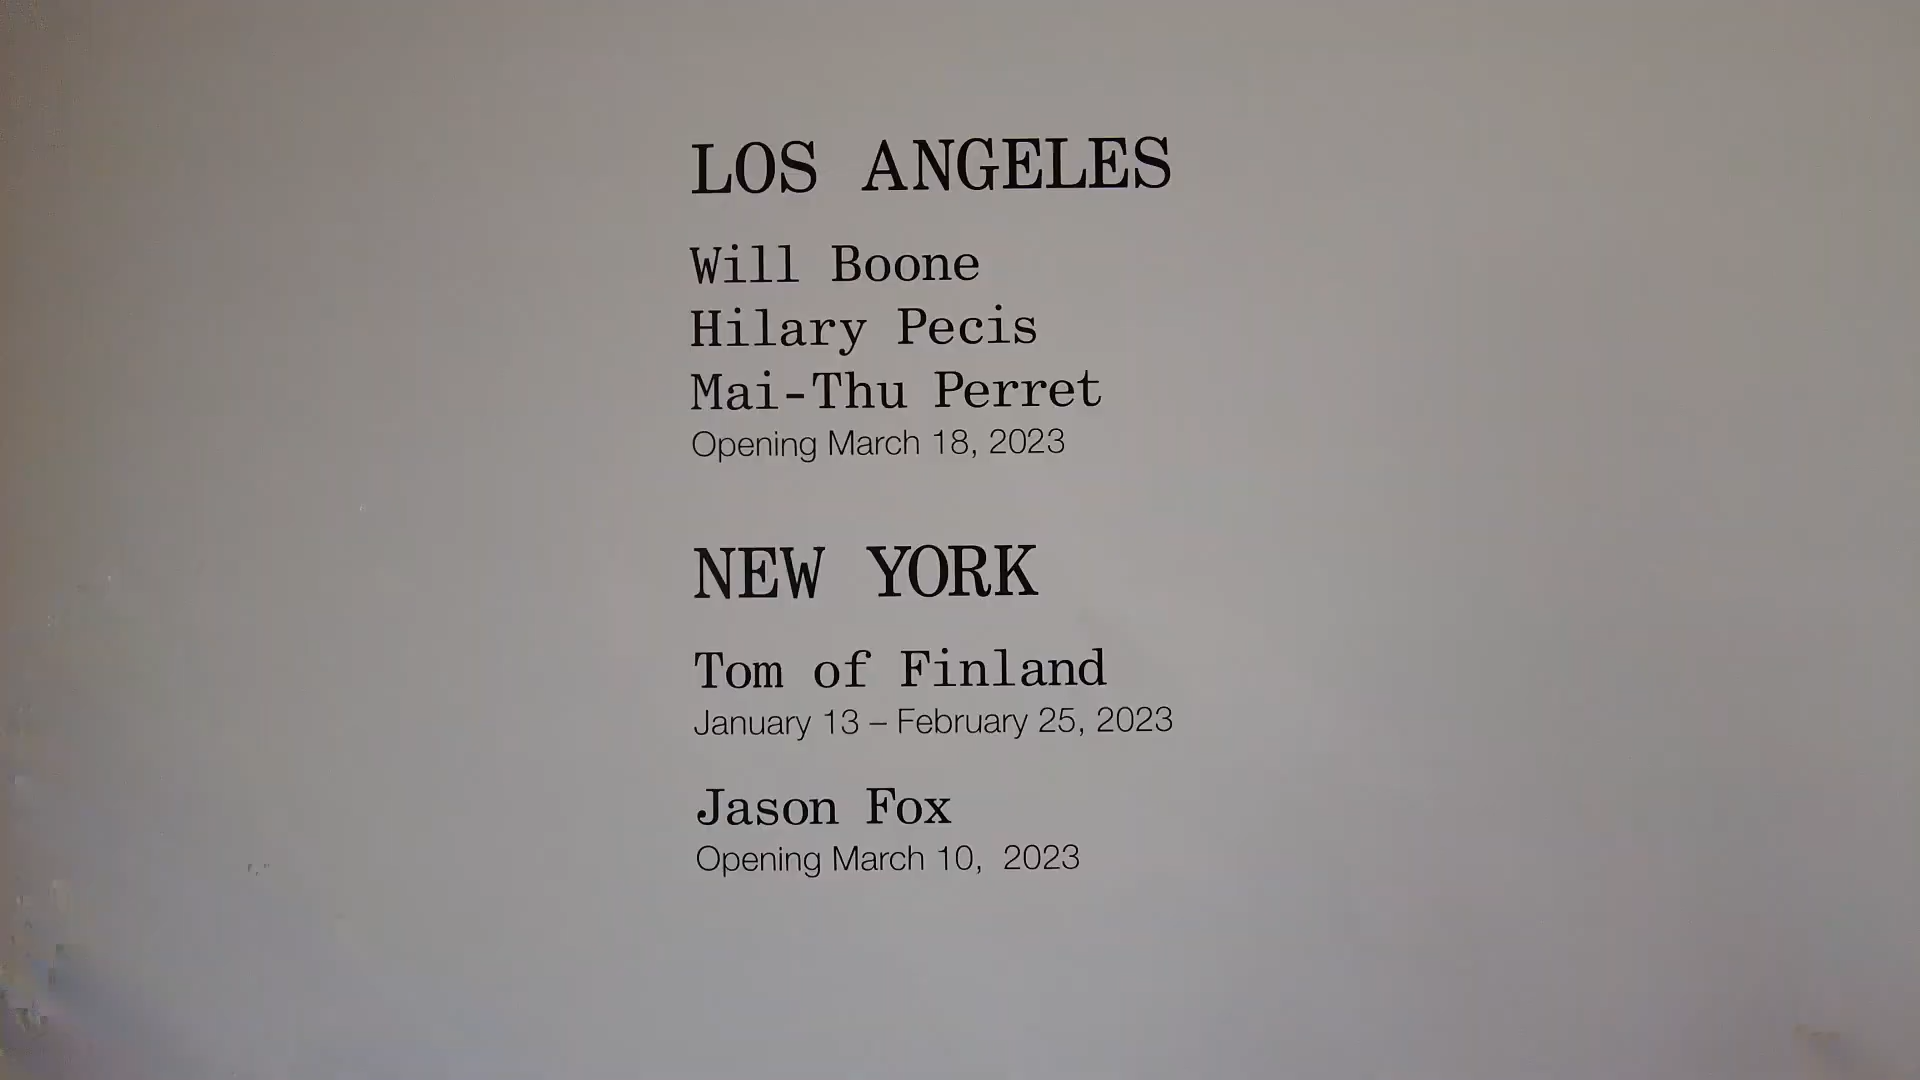 LOS ANGELES
Will Boone
Hilary Pecis
Mai-Thu Perret
Opening March 18, 2023
NEW YORK
Tom of Finland
January 13 – February 25, 2023
Jason Fox
Opening March 10, 2023